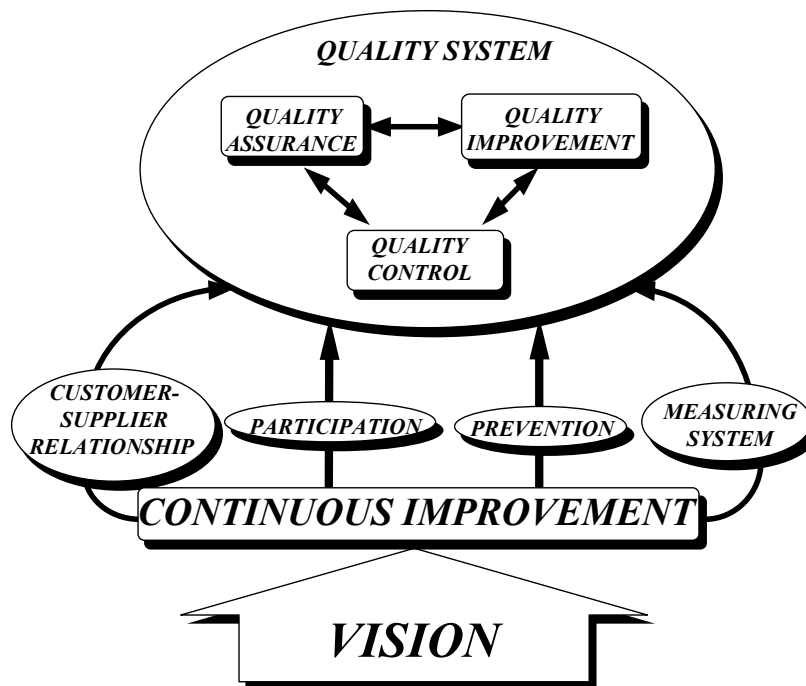 QUALITY SYSTEM
QUALITY
ASSURANCE
QUALITY
IMPROVEMENT
QUALITY
CONTROL
CUSTOMER-
SUPPLIER
RELATIONSHIP
PARTICIPATION
PREVENTION
MEASURING
SYSTEM
CONTINUOUS IMPROVEMENT
VISION